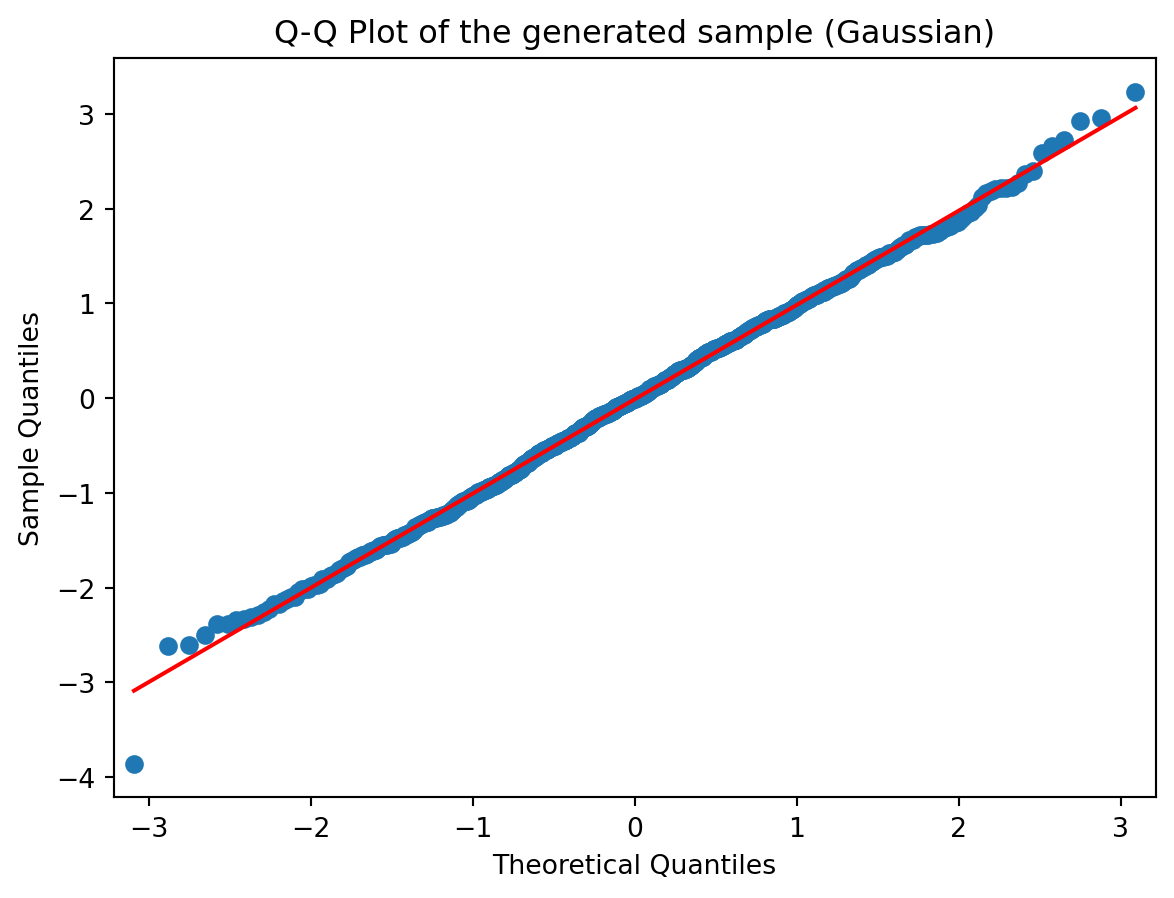 Q-Q Plot of the generated sample (Gaussian)
3
2
1
0
−1
−2
−3
−4
Sample Quantiles
−3 −2 −1 0 1 2 3
Theoretical Quantiles